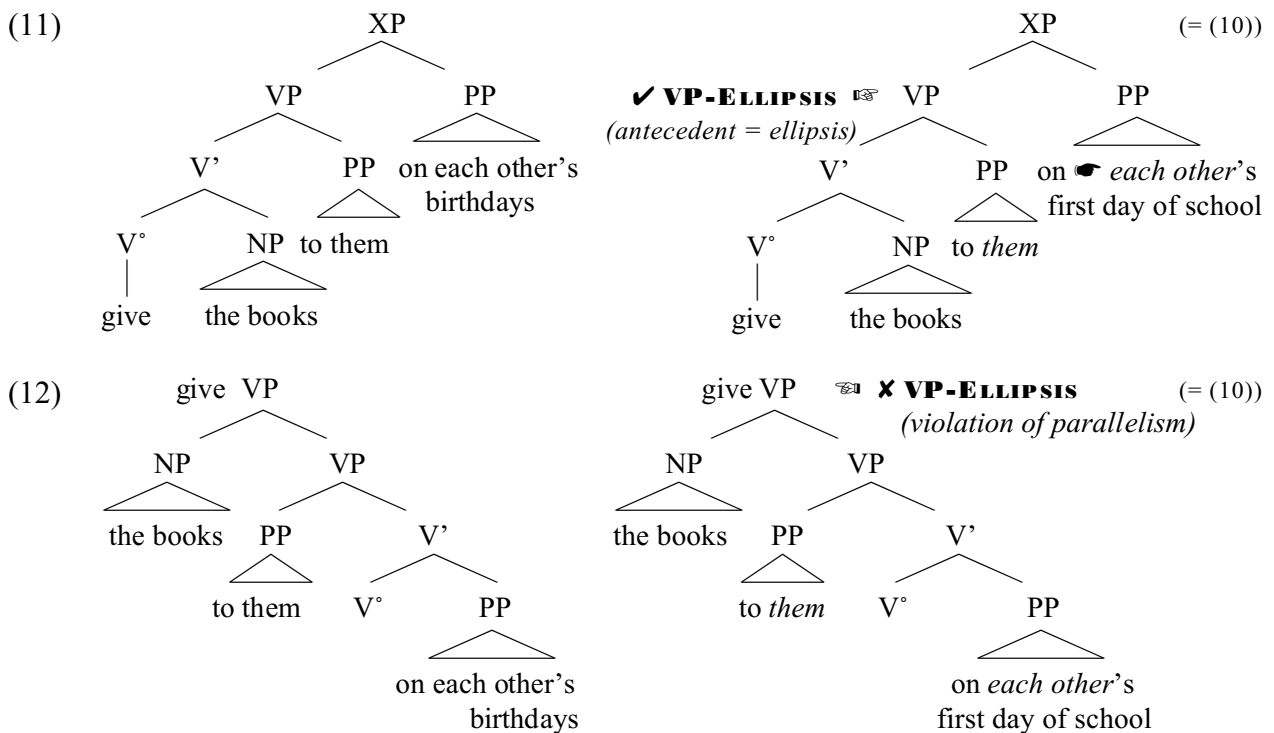 (11) XP XP (= (10))
VP PP ✔ VP-ELLIPSIS ☞ VP PP
(antecedent = ellipsis)
V’ PP on each other’s V’ PP on ☛ each other’s
birthdays first day of school
V° NP to them V° NP to them
give the books give the books
(12) give VP give VP ☜ ✘ VP-ELLIPSIS (= (10))
(violation of parallelism)
NP VP NP VP
the books PP V’ the books PP V’
to them V° PP to them V° PP
on each other’s on each other’s
birthdays first day of school